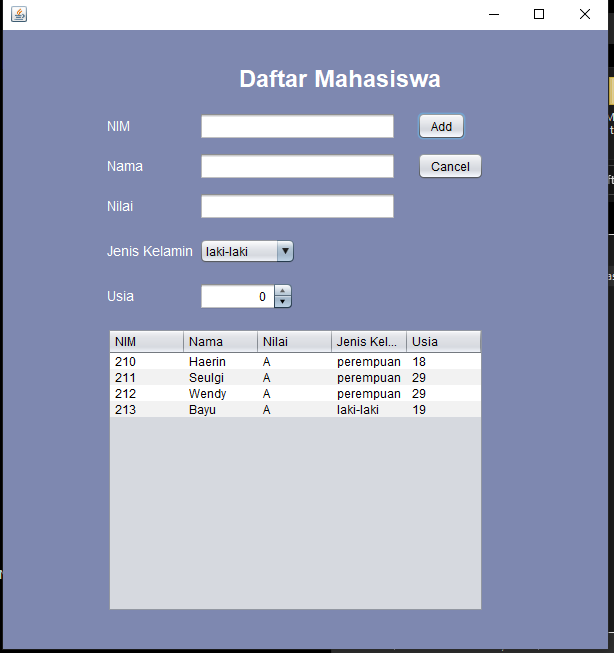 Daftar Mahasiswa
NIM Add
Nama Cancel
Nilai
Jenis Kelamin laki-laki
Usia 0
NIM Nama Nilai Jenis Kel... Usia
210 Haerin A perempuan 18
211 Seulgi A perempuan 29
212 Wendy A perempuan 29
213 Bayu A laki-laki 19